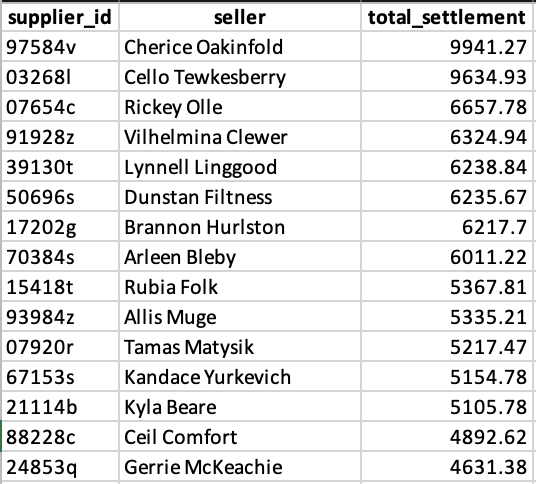 supplier_id seller total_settlement
97584v Cherice Oakinfold 9941.27
03268l Cello Tewkesberry 9634.93
07654c Rickey Olle 6657.78
91928z Vilhelmina Clewer 6324.94
39130t Lynnell Linggood 6238.84
50696s Dunstan Filtness 6235.67
17202g Brannon Hurlston 6217.7
70384s Arleen Bleby 6011.22
15418t Rubia Folk 5367.81
93984z Allis Muge 5335.21
07920r Tamas Matysik 5217.47
67153s Kandace Yurkevich 5154.78
21114b Kyla Beare 5105.78
88228c Ceil Comfort 4892.62
24853q Gerrie McKeachie 4631.38